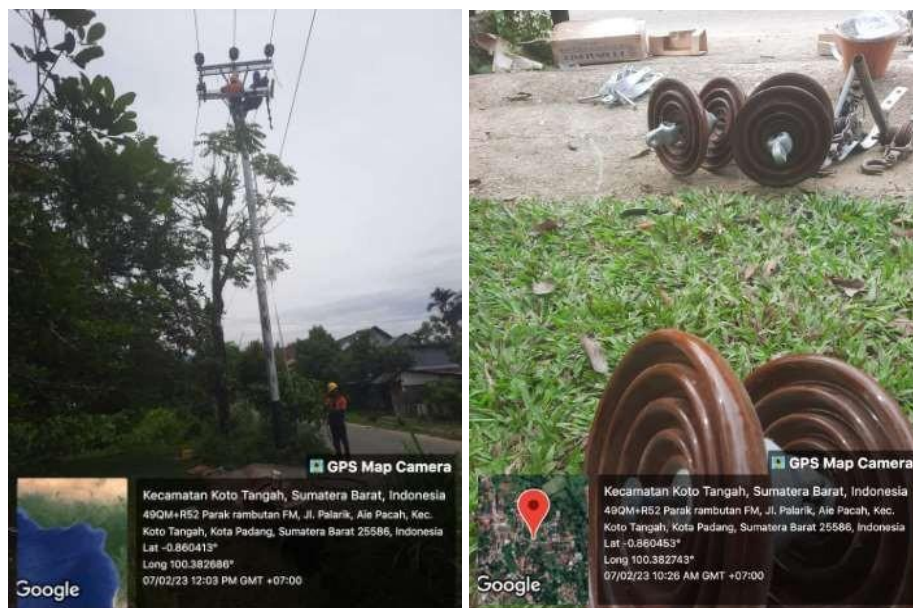 GPS Map Camera
Kecamatan Koto Tangah, Sumatera Barat, Indonesia
49QM+R52 Parak rambutan FM, Jl. Palarik, Aie Pacah, Kec.
Koto Tangah, Kota Padang, Sumatera Barat 25586, Indonesia
Lat -0.860413°
Long 100.382686°
07/02/23 12:03 PM GMT +07:00
Google
GPS Map Camera
Kecamatan Koto Tangah, Sumatera Barat, Indonesia
49QM+R52 Parak rambutan FM, Jl. Palarik, Aie Pacah, Kec.
Koto Tangah, Kota Padang, Sumatera Barat 25586, Indonesia
Lat -0.860453°
Long 100.382743°
07/02/23 10:26 AM GMT +07:00
Google